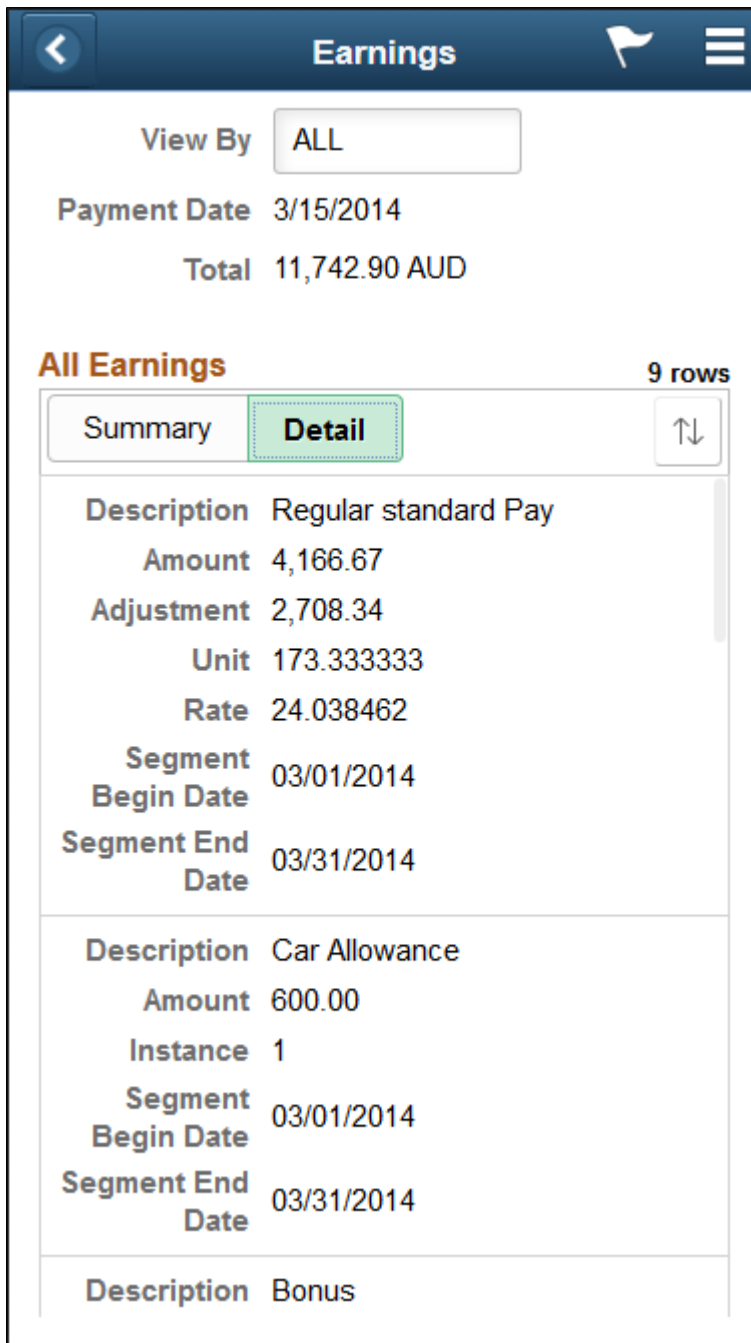 Earnings
View By ALL
Payment Date 3/15/2014
Total 11,742.90 AUD
All Earnings 9 rows
Summary Detail
Description Regular standard Pay
Amount 4,166.67
Adjustment 2,708.34
Unit 173.333333
Rate 24.038462
Segment
Begin Date 03/01/2014
Segment End
Date 03/31/2014
Description Car Allowance
Amount 600.00
Instance 1
Segment
Begin Date 03/01/2014
Segment End
Date 03/31/2014
Description Bonus